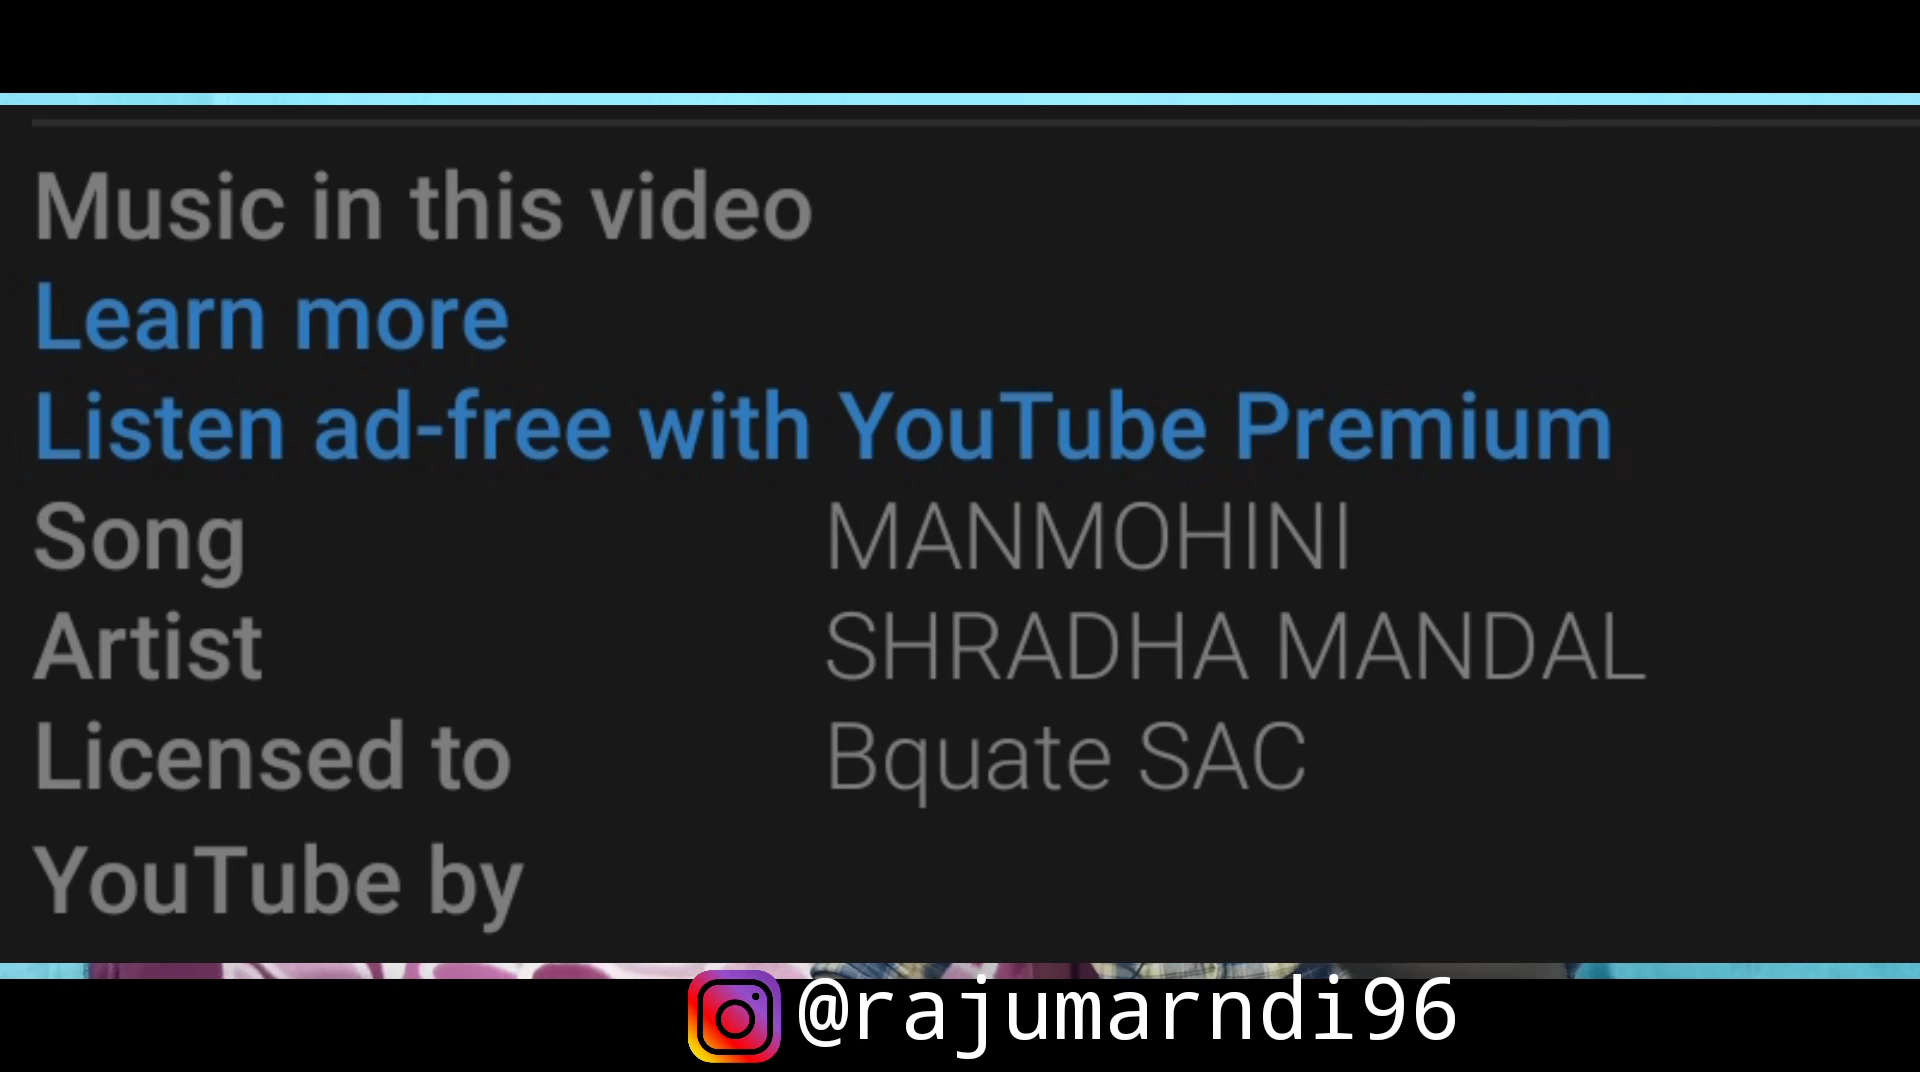 Music in this video
Learn more
Listen ad-free with YouTube Premium
Song MANMOHINI
Artist SHRADHA MANDAL
Licensed to Bquate SAC
YouTube by
@rajumarndi96